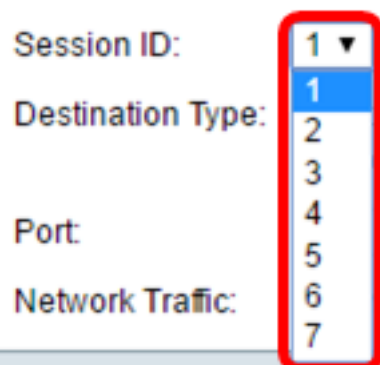 Session ID: 1 ▼
1
Destination Type:
2
3
4
Port:
5
Network Traffic: 6
7